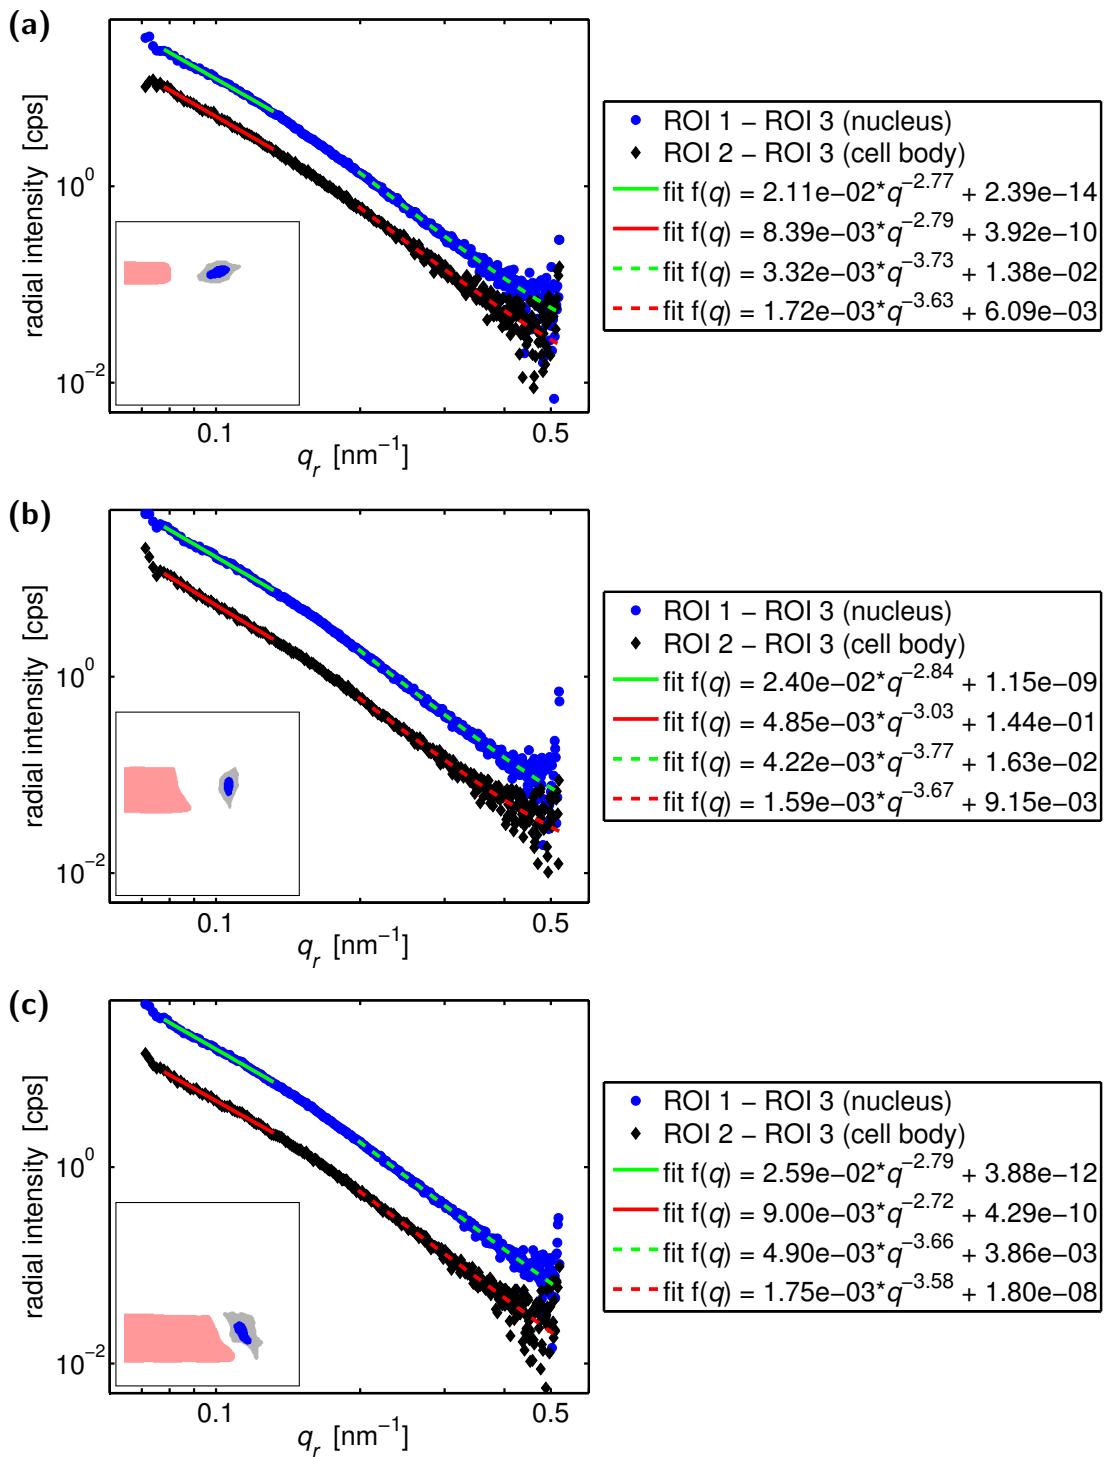 (a)
radial intensity [cps]
10⁰
10⁻²
0.1 0.5
qᵣ [nm⁻¹]
ROI 1 − ROI 3 (nucleus)
ROI 2 − ROI 3 (cell body)
fit f(q) = 2.11e−02*q^−2.77 + 2.39e−14
fit f(q) = 8.39e−03*q^−2.79 + 3.92e−10
fit f(q) = 3.32e−03*q^−3.73 + 1.38e−02
fit f(q) = 1.72e−03*q^−3.63 + 6.09e−03
(b)
radial intensity [cps]
10⁰
10⁻²
0.1 0.5
qᵣ [nm⁻¹]
ROI 1 − ROI 3 (nucleus)
ROI 2 − ROI 3 (cell body)
fit f(q) = 2.40e−02*q^−2.84 + 1.15e−09
fit f(q) = 4.85e−03*q^−3.03 + 1.44e−01
fit f(q) = 4.22e−03*q^−3.77 + 1.63e−02
fit f(q) = 1.59e−03*q^−3.67 + 9.15e−03
(c)
radial intensity [cps]
10⁰
10⁻²
0.1 0.5
qᵣ [nm⁻¹]
ROI 1 − ROI 3 (nucleus)
ROI 2 − ROI 3 (cell body)
fit f(q) = 2.59e−02*q^−2.79 + 3.88e−12
fit f(q) = 9.00e−03*q^−2.72 + 4.29e−10
fit f(q) = 4.90e−03*q^−3.66 + 3.86e−03
fit f(q) = 1.75e−03*q^−3.58 + 1.80e−08